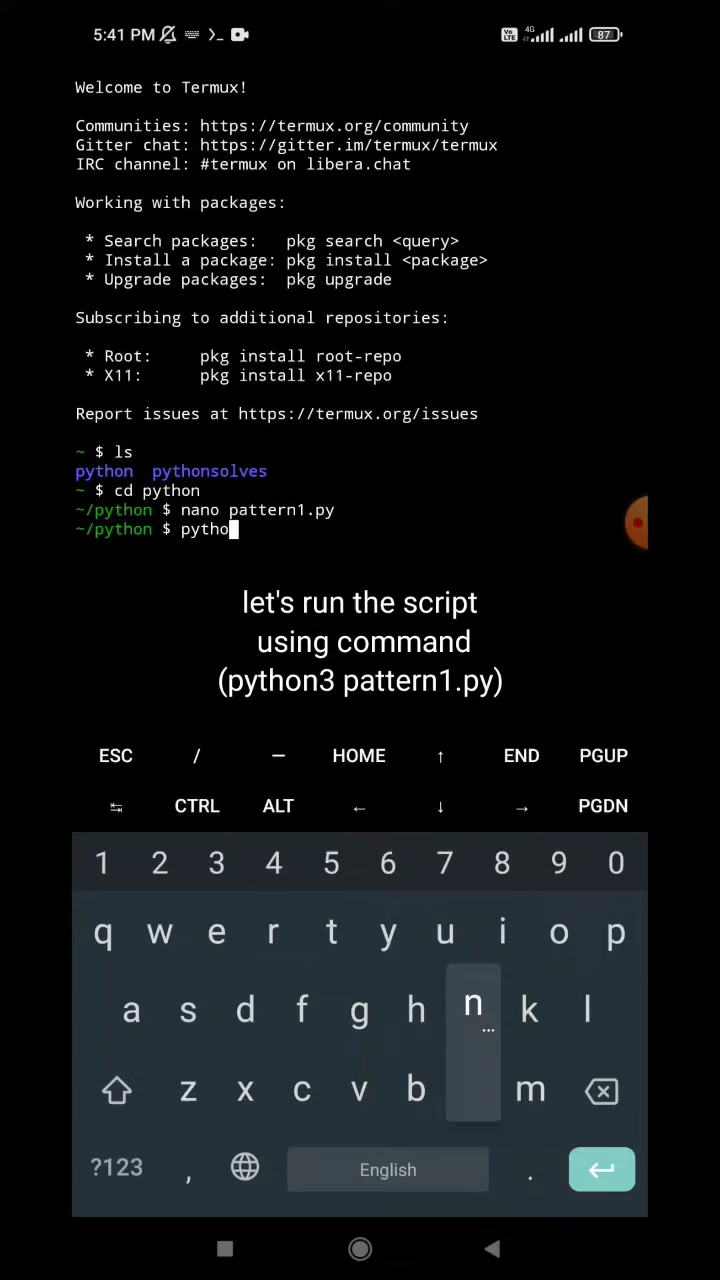 5:41 PM
Vo LTE 4G 87
Welcome to Termux!
Communities: https://termux.org/community
Gitter chat: https://gitter.im/termux/termux
IRC channel: #termux on libera.chat
Working with packages:
* Search packages:   pkg search <query>
* Install a package: pkg install <package>
* Upgrade packages:  pkg upgrade
Subscribing to additional repositories:
* Root:     pkg install root-repo
* X11:      pkg install x11-repo
Report issues at https://termux.org/issues
~ $ ls
python  pythonsolves
~ $ cd python
~/python $ nano pattern1.py
~/python $ pytho
let's run the script
using command
(python3 pattern1.py)
ESC / — HOME ↑ END PGUP
↹ CTRL ALT ← ↓ → PGDN
1 2 3 4 5 6 7 8 9 0
q w e r t y u i o p
a s d f g h n... k l
z x c v b m
?123 , English .